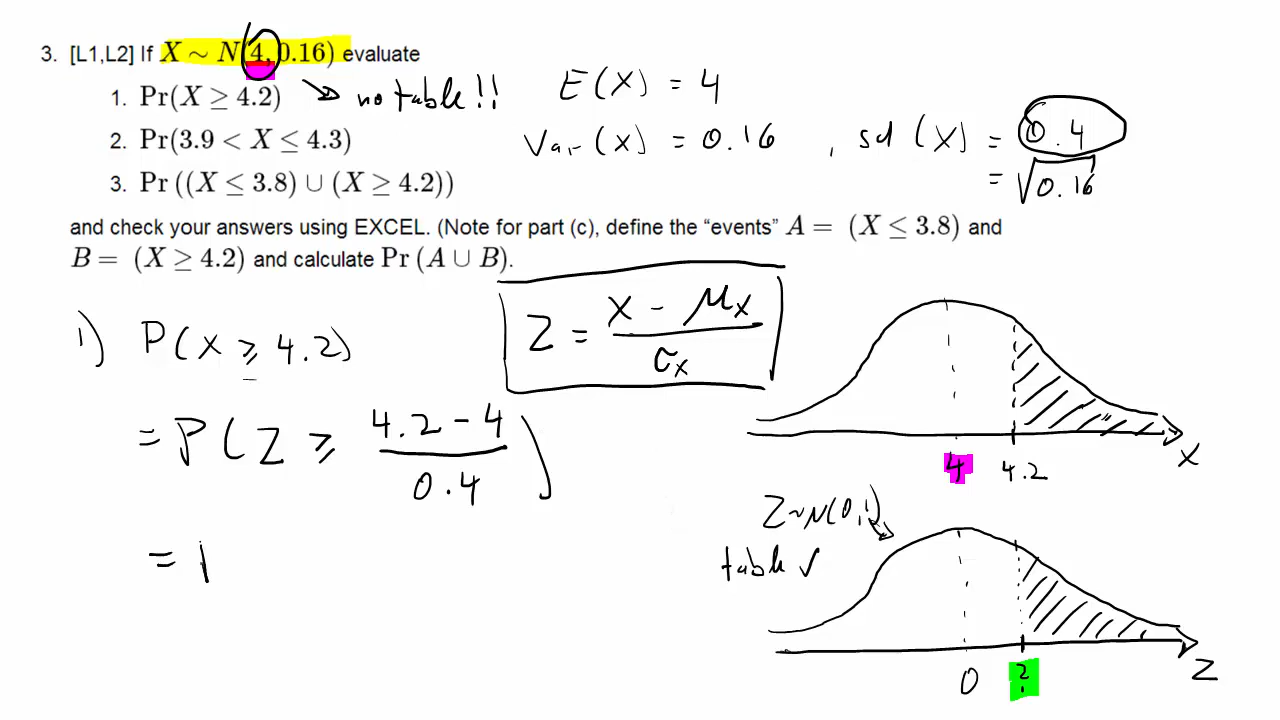 3. [L1,L2] If X ∼ N(4, 0.16) evaluate
1. Pr(X ≥ 4.2)
no table!!
E(X) = 4
2. Pr(3.9 < X ≤ 4.3)
Var(X) = 0.16 , sd(X) = 0.4
= √0.16
3. Pr((X ≤ 3.8) ∪ (X ≥ 4.2))
and check your answers using EXCEL. (Note for part (c), define the “events” A = (X ≤ 3.8) and
B = (X ≥ 4.2) and calculate Pr (A ∪ B).
Z = (X − μx) / σx
1) P(X ≥ 4.2)
= P(Z ≥ (4.2 − 4) / 0.4)
= 1
4 4.2 X
Z∼N(0,1)
table ✓
0 ? Z